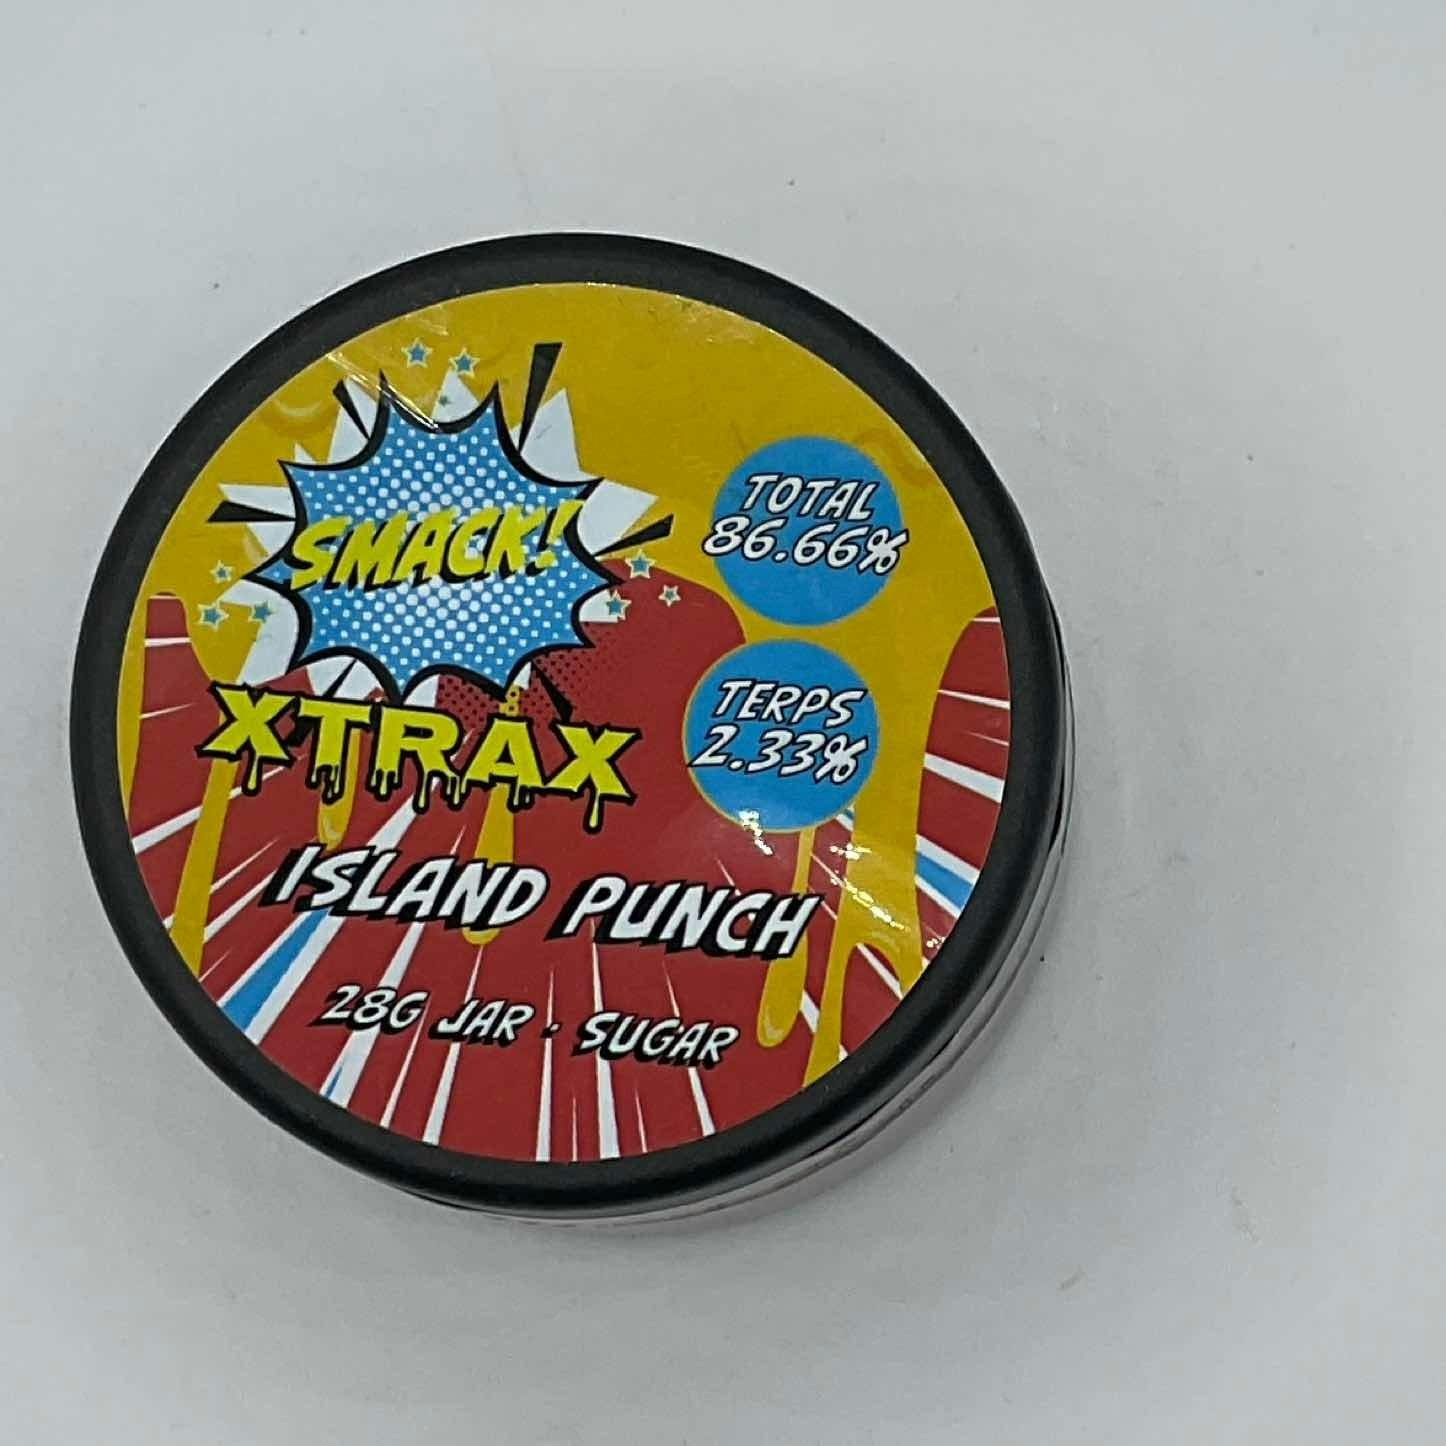 SMACK!
XTRAX
TOTAL
86.66%
TERPS
2.33%
ISLAND PUNCH
28G JAR · SUGAR